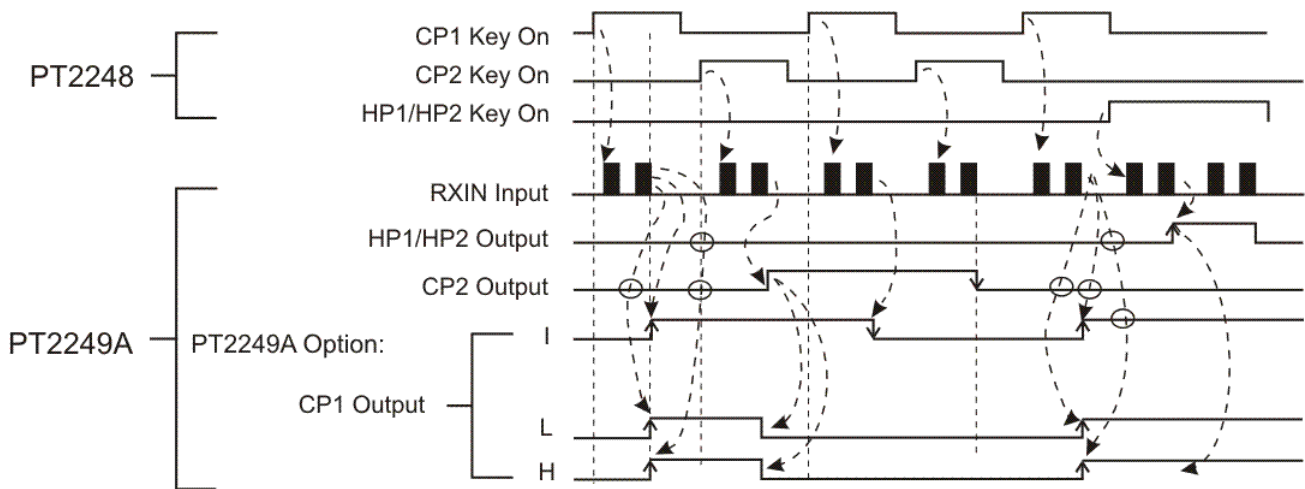 PT2248
CP1 Key On
CP2 Key On
HP1/HP2 Key On
RXIN Input
HP1/HP2 Output
CP2 Output
PT2249A
PT2249A Option:
I
CP1 Output
L
H